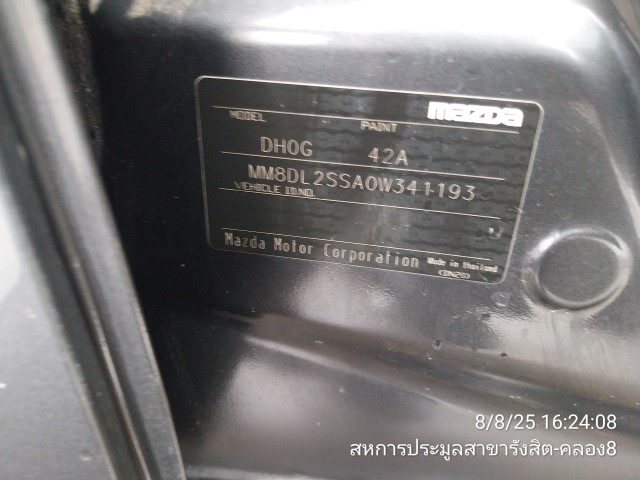 mazda
MODEL PAINT
DH0G 42A
MM8DL2SSA0W341193
VEHICLE ID.NO.
Mazda Motor Corporation Made in Thailand
<DN2G>
8/8/25 16:24:08
สหการประมูลสาขารังสิต-คลอง8